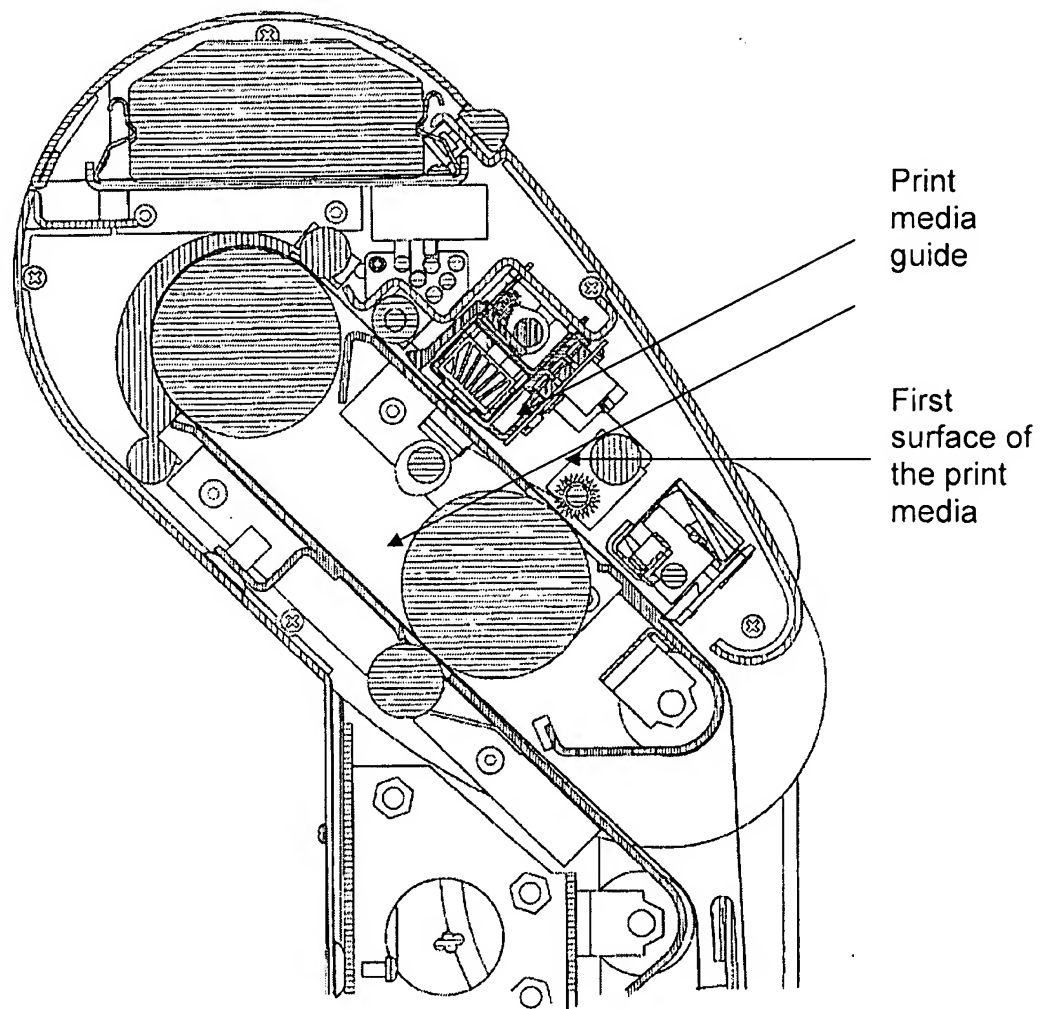 Print
media
guide
First
surface of
the print
media